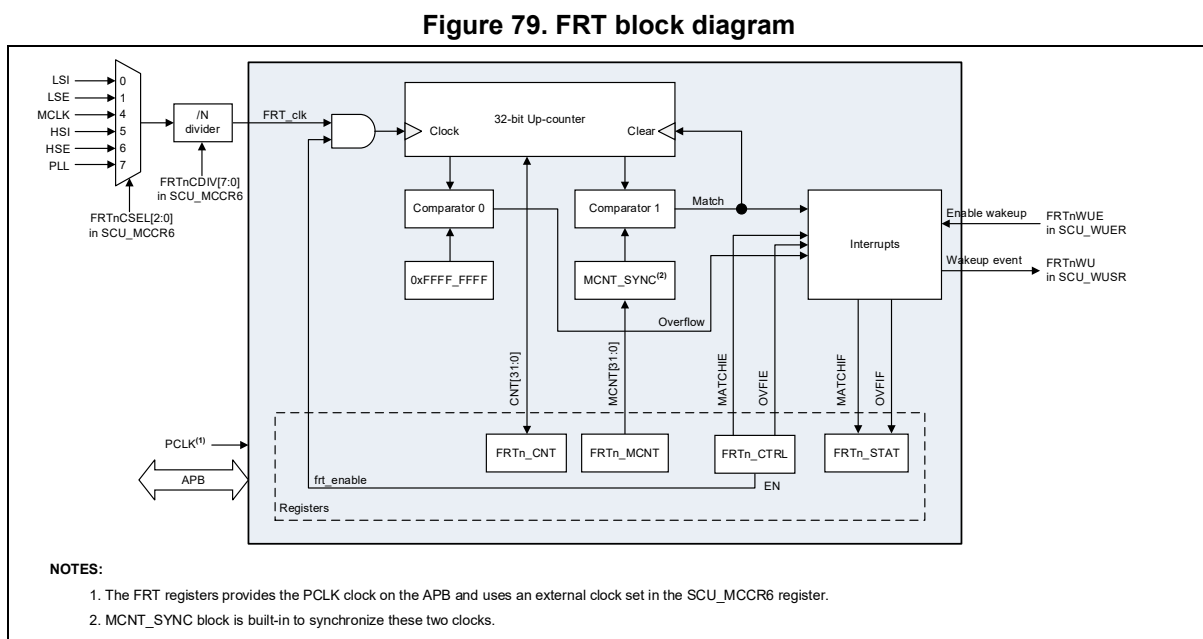 Figure 79. FRT block diagram
LSI
LSE
MCLK
HSI
HSE
PLL
0
1
4
5
6
7
/N
divider
FRTnCDIV[7:0]
in SCU_MCCR6
FRTnCSEL[2:0]
in SCU_MCCR6
FRT_clk
32-bit Up-counter
Clock
Clear
Comparator 0
Comparator 1
Match
0xFFFF_FFFF
MCNT_SYNC(2)
Overflow
Interrupts
Enable wakeup
FRTnWUE
in SCU_WUER
Wakeup event
FRTnWU
in SCU_WUSR
CNT[31:0]
MCNT[31:0]
MATCHIE
OVFIE
MATCHIF
OVFIF
PCLK(1)
APB
FRTn_CNT
FRTn_MCNT
FRTn_CTRL
FRTn_STAT
frt_enable
EN
Registers
NOTES:
1. The FRT registers provides the PCLK clock on the APB and uses an external clock set in the SCU_MCCR6 register.
2. MCNT_SYNC block is built-in to synchronize these two clocks.